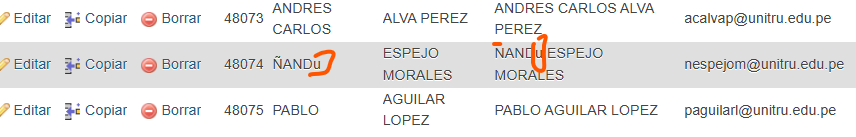 Editar Copiar Borrar 48073 ANDRES CARLOS ALVA PEREZ ANDRES CARLOS ALVA PEREZ acalvap@unitru.edu.pe
Editar Copiar Borrar 48074 ÑANDu ESPEJO MORALES ÑANDu ESPEJO MORALES nespejom@unitru.edu.pe
Editar Copiar Borrar 48075 PABLO AGUILAR LOPEZ PABLO AGUILAR LOPEZ paguilarl@unitru.edu.pe